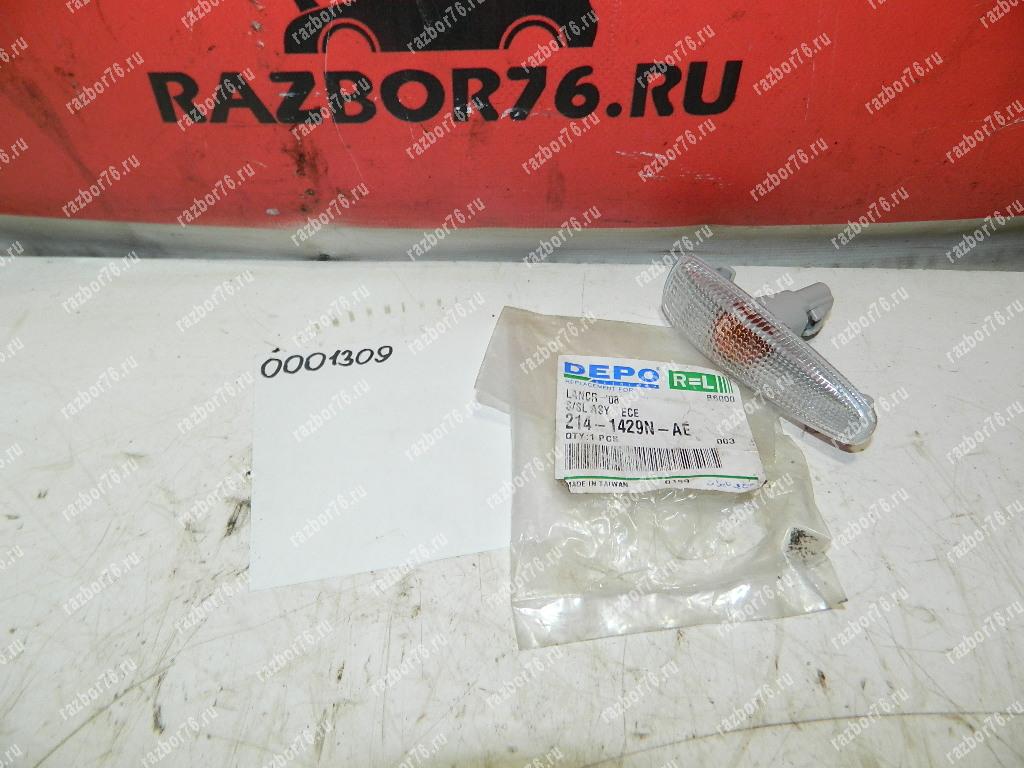 RAZBOR76.RU
0001309
DEPO
R=L
REPLACEMENT FOR
86000
LANCR '08
S/SL ASY ECE
214-1429N-AE
QTY:1 PCS 003
MADE IN TAIWAN
razbor76.ru